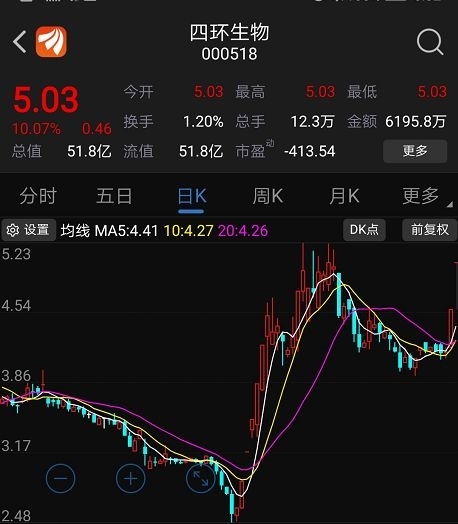 四环生物
000518
5.03 今开 5.03 最高 5.03 最低 5.03
10.07% 0.46 换手 1.20% 总手 12.3万 金额 6195.8万
总值 51.8亿 流值 51.8亿 市盈动 -413.54 更多
分时 五日 日K 周K 月K 更多
设置 均线 MA5:4.41 10:4.27 20:4.26 DK点 前复权
5.23
4.54
3.86
3.17
2.48